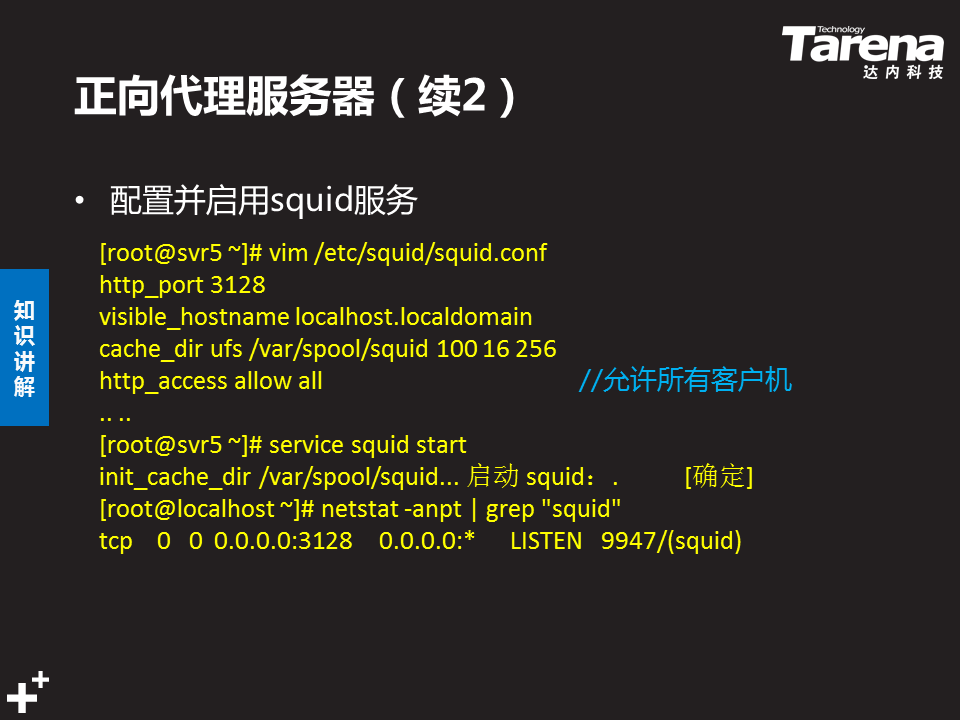 Technology
Tarena
达内科技
正向代理服务器（续2）
• 配置并启用squid服务
[root@svr5 ~]# vim /etc/squid/squid.conf
http_port 3128
visible_hostname localhost.localdomain
cache_dir ufs /var/spool/squid 100 16 256
http_access allow all //允许所有客户机
.. ..
[root@svr5 ~]# service squid start
init_cache_dir /var/spool/squid... 启动 squid：. [确定]
[root@localhost ~]# netstat -anpt | grep "squid"
tcp 0 0 0.0.0.0:3128 0.0.0.0:* LISTEN 9947/(squid)
知
识
讲
解